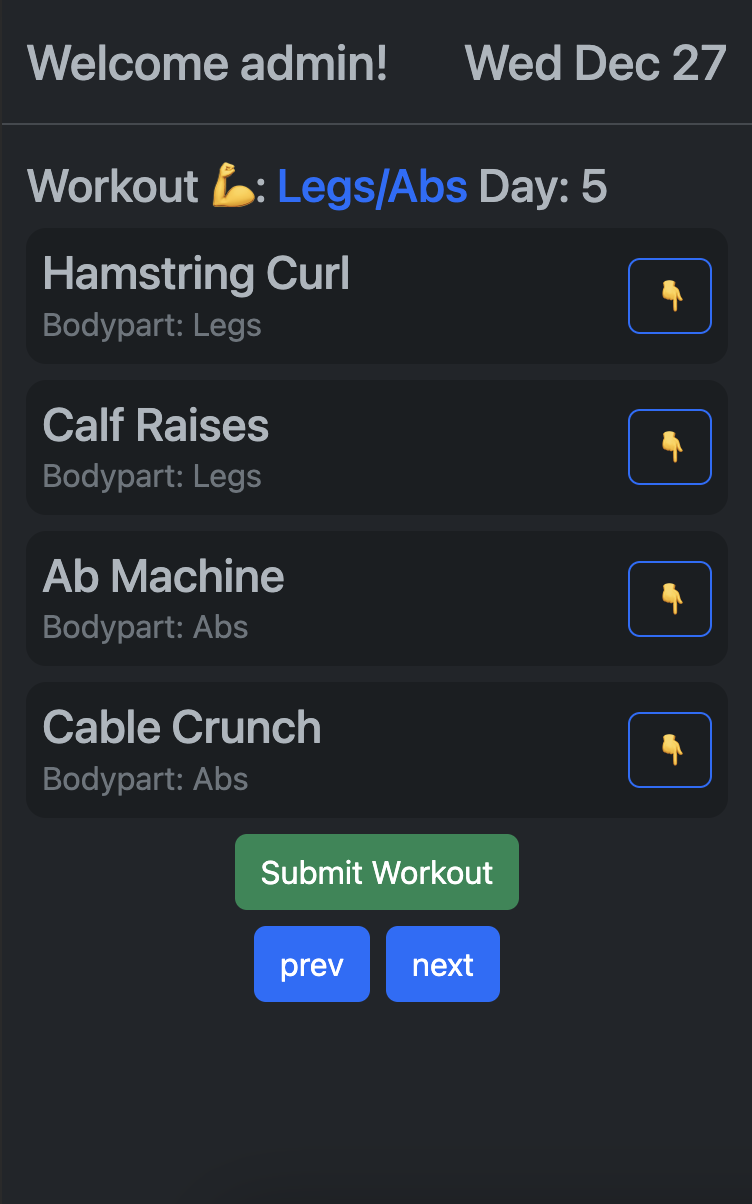 Welcome admin! Wed Dec 27
Workout 💪: Legs/Abs Day: 5
Hamstring Curl
Bodypart: Legs
👇
Calf Raises
Bodypart: Legs
👇
Ab Machine
Bodypart: Abs
👇
Cable Crunch
Bodypart: Abs
👇
Submit Workout
prev next